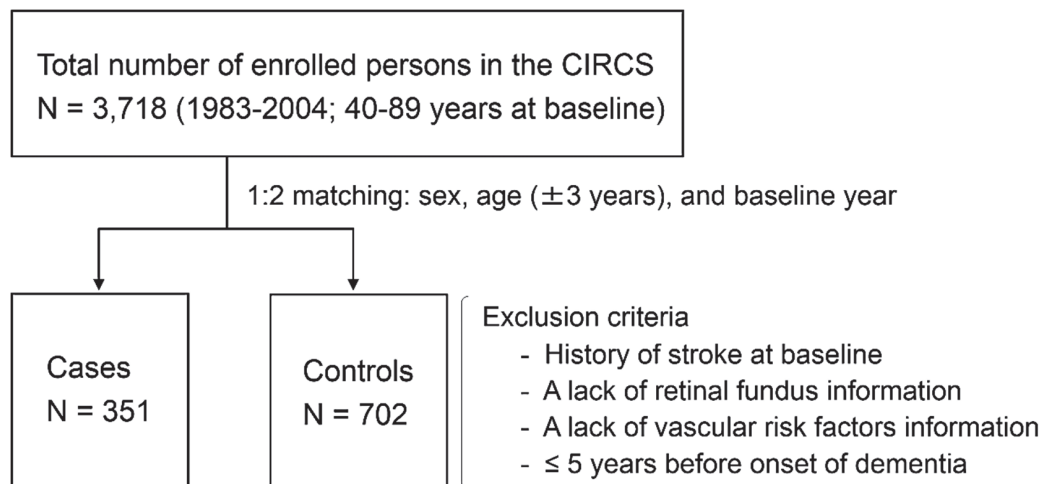 Total number of enrolled persons in the CIRCS
N = 3,718 (1983-2004; 40-89 years at baseline)
1:2 matching: sex, age (±3 years), and baseline year
Cases
N = 351
Controls
N = 702
Exclusion criteria
- History of stroke at baseline
- A lack of retinal fundus information
- A lack of vascular risk factors information
- ≤ 5 years before onset of dementia